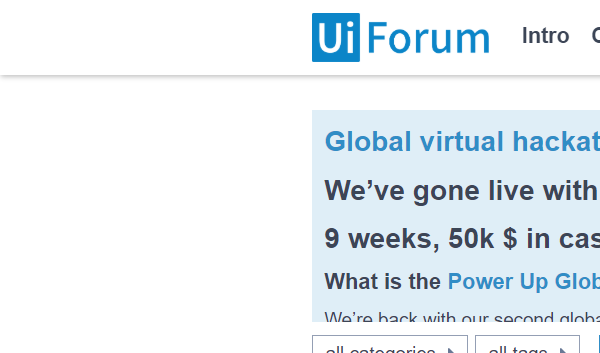 Ui Forum Intro
Global virtual hackat
We've gone live with
9 weeks, 50k $ in cas
What is the Power Up Glob
We're back with our second globa
all categories all tags